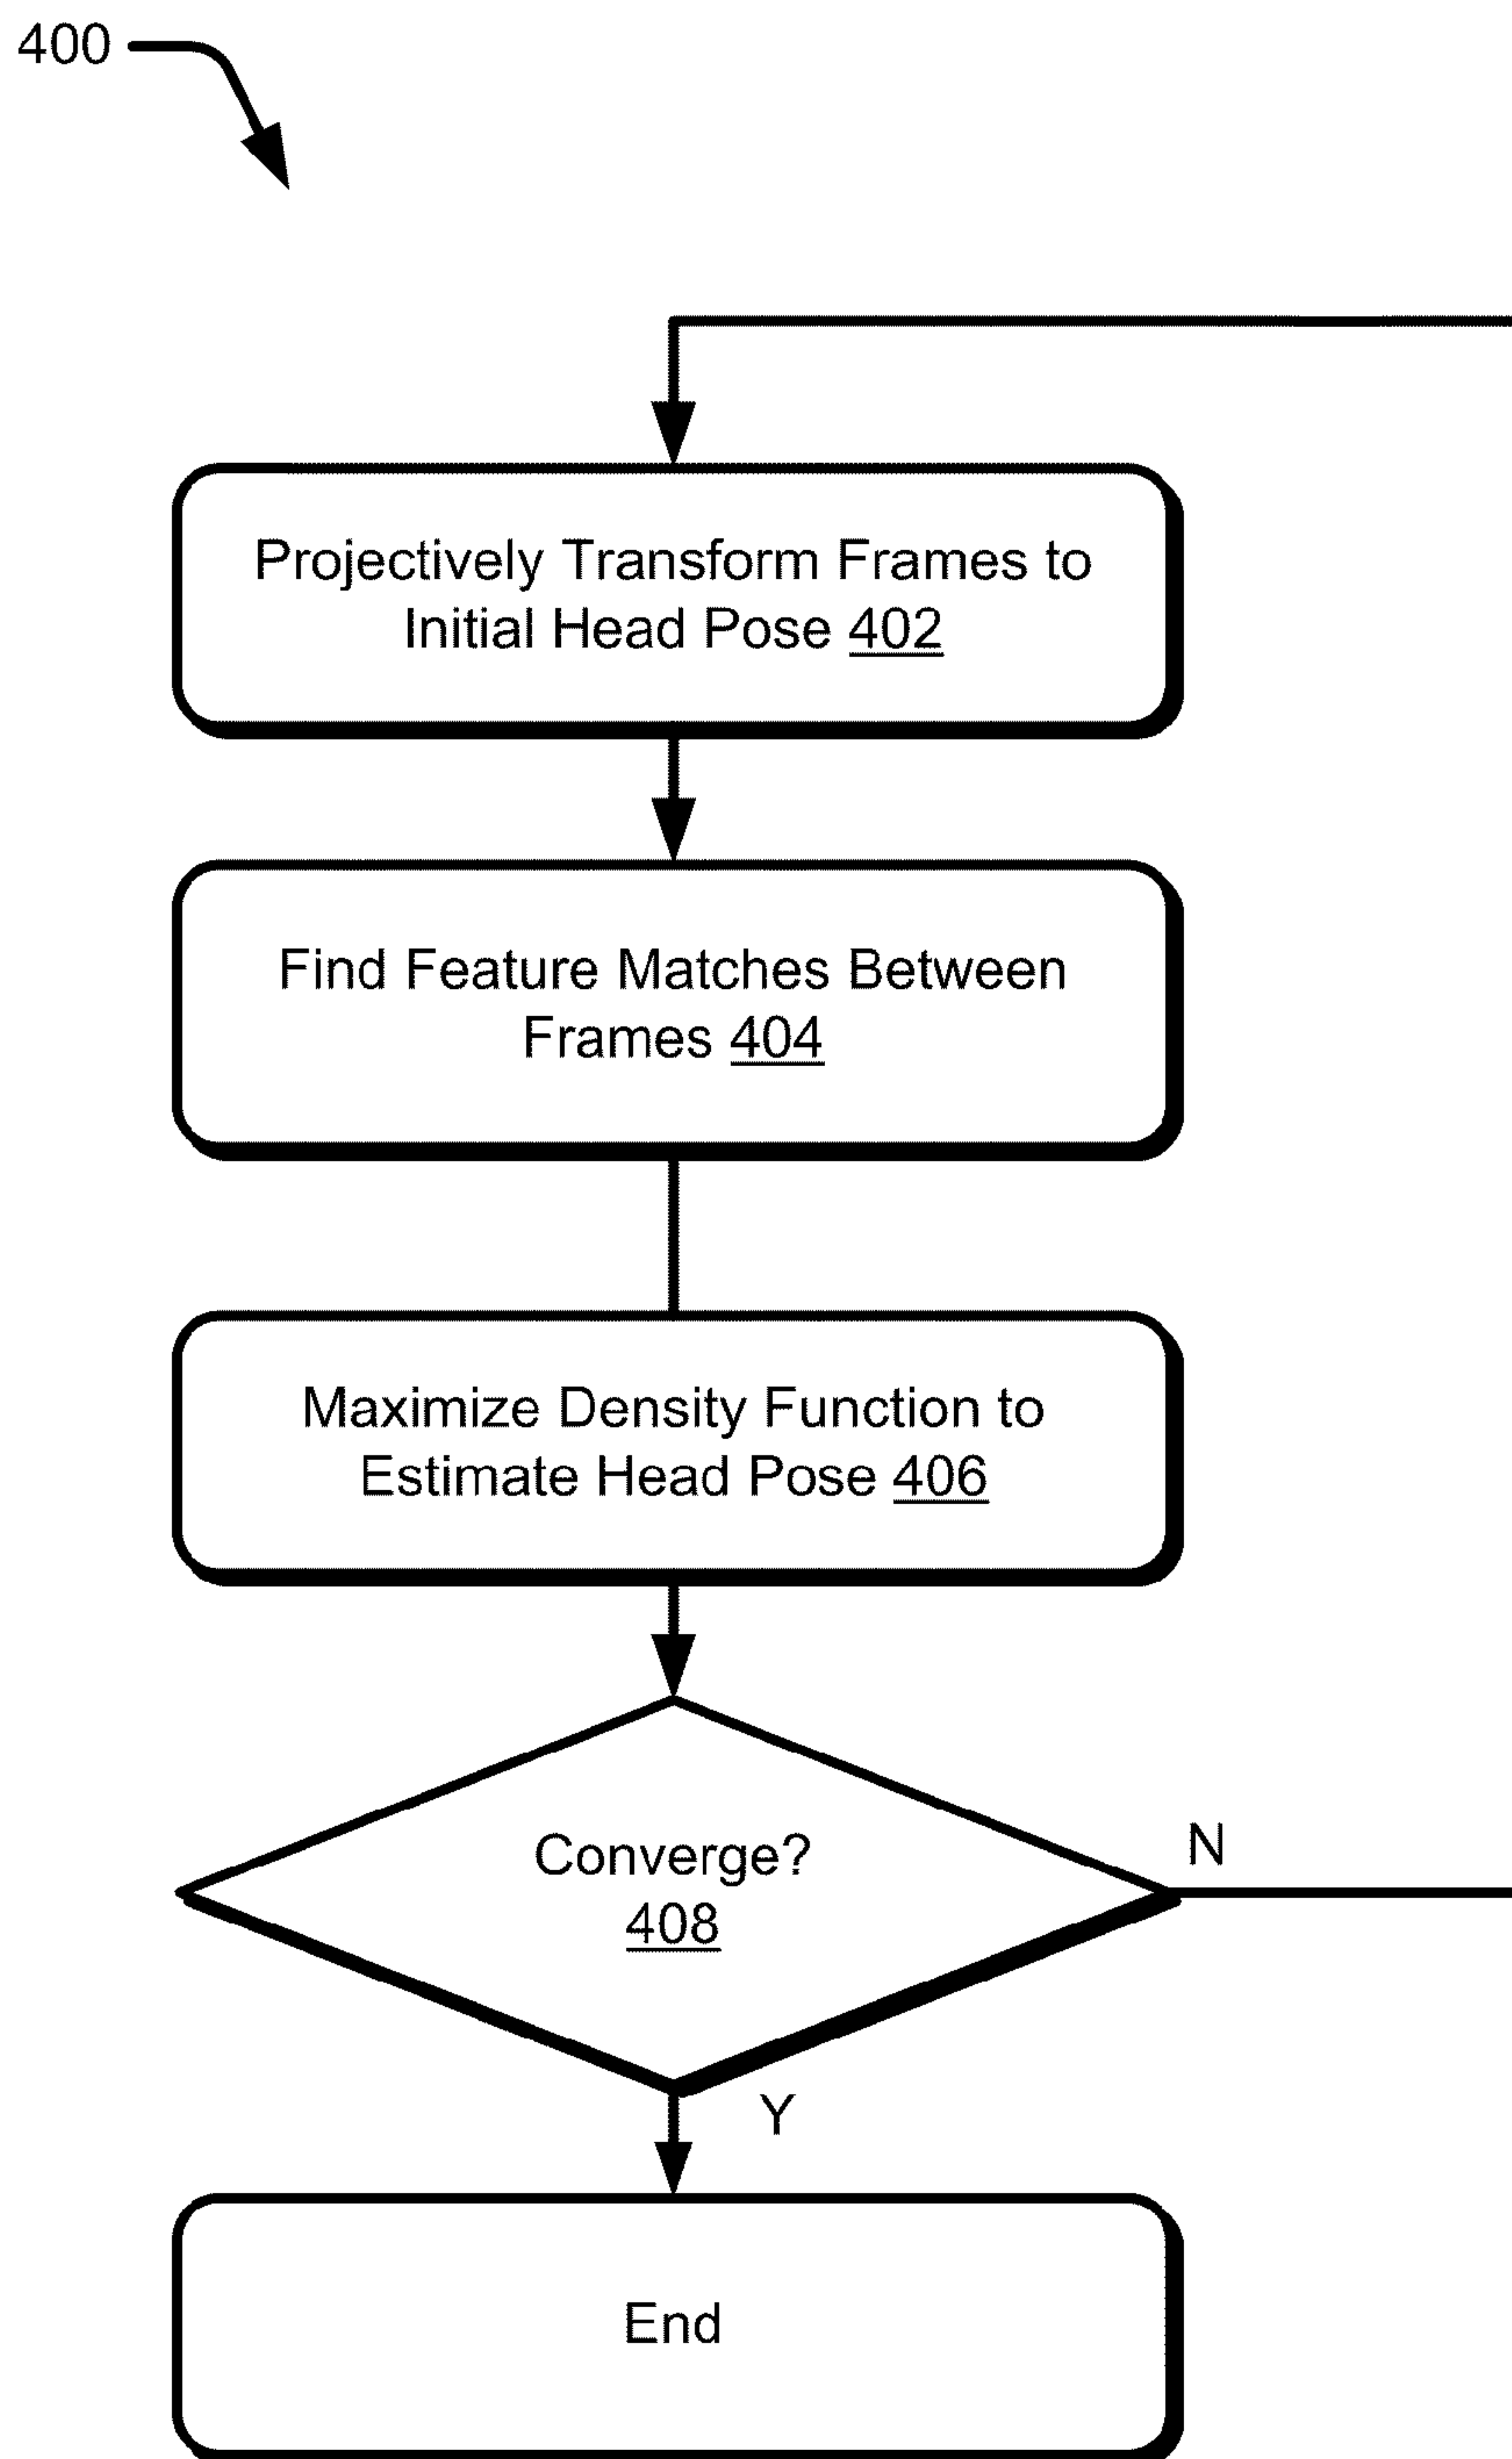 400
Projectively Transform Frames to
Initial Head Pose 402
Find Feature Matches Between
Frames 404
Maximize Density Function to
Estimate Head Pose 406
Converge?
408
N
Y
End